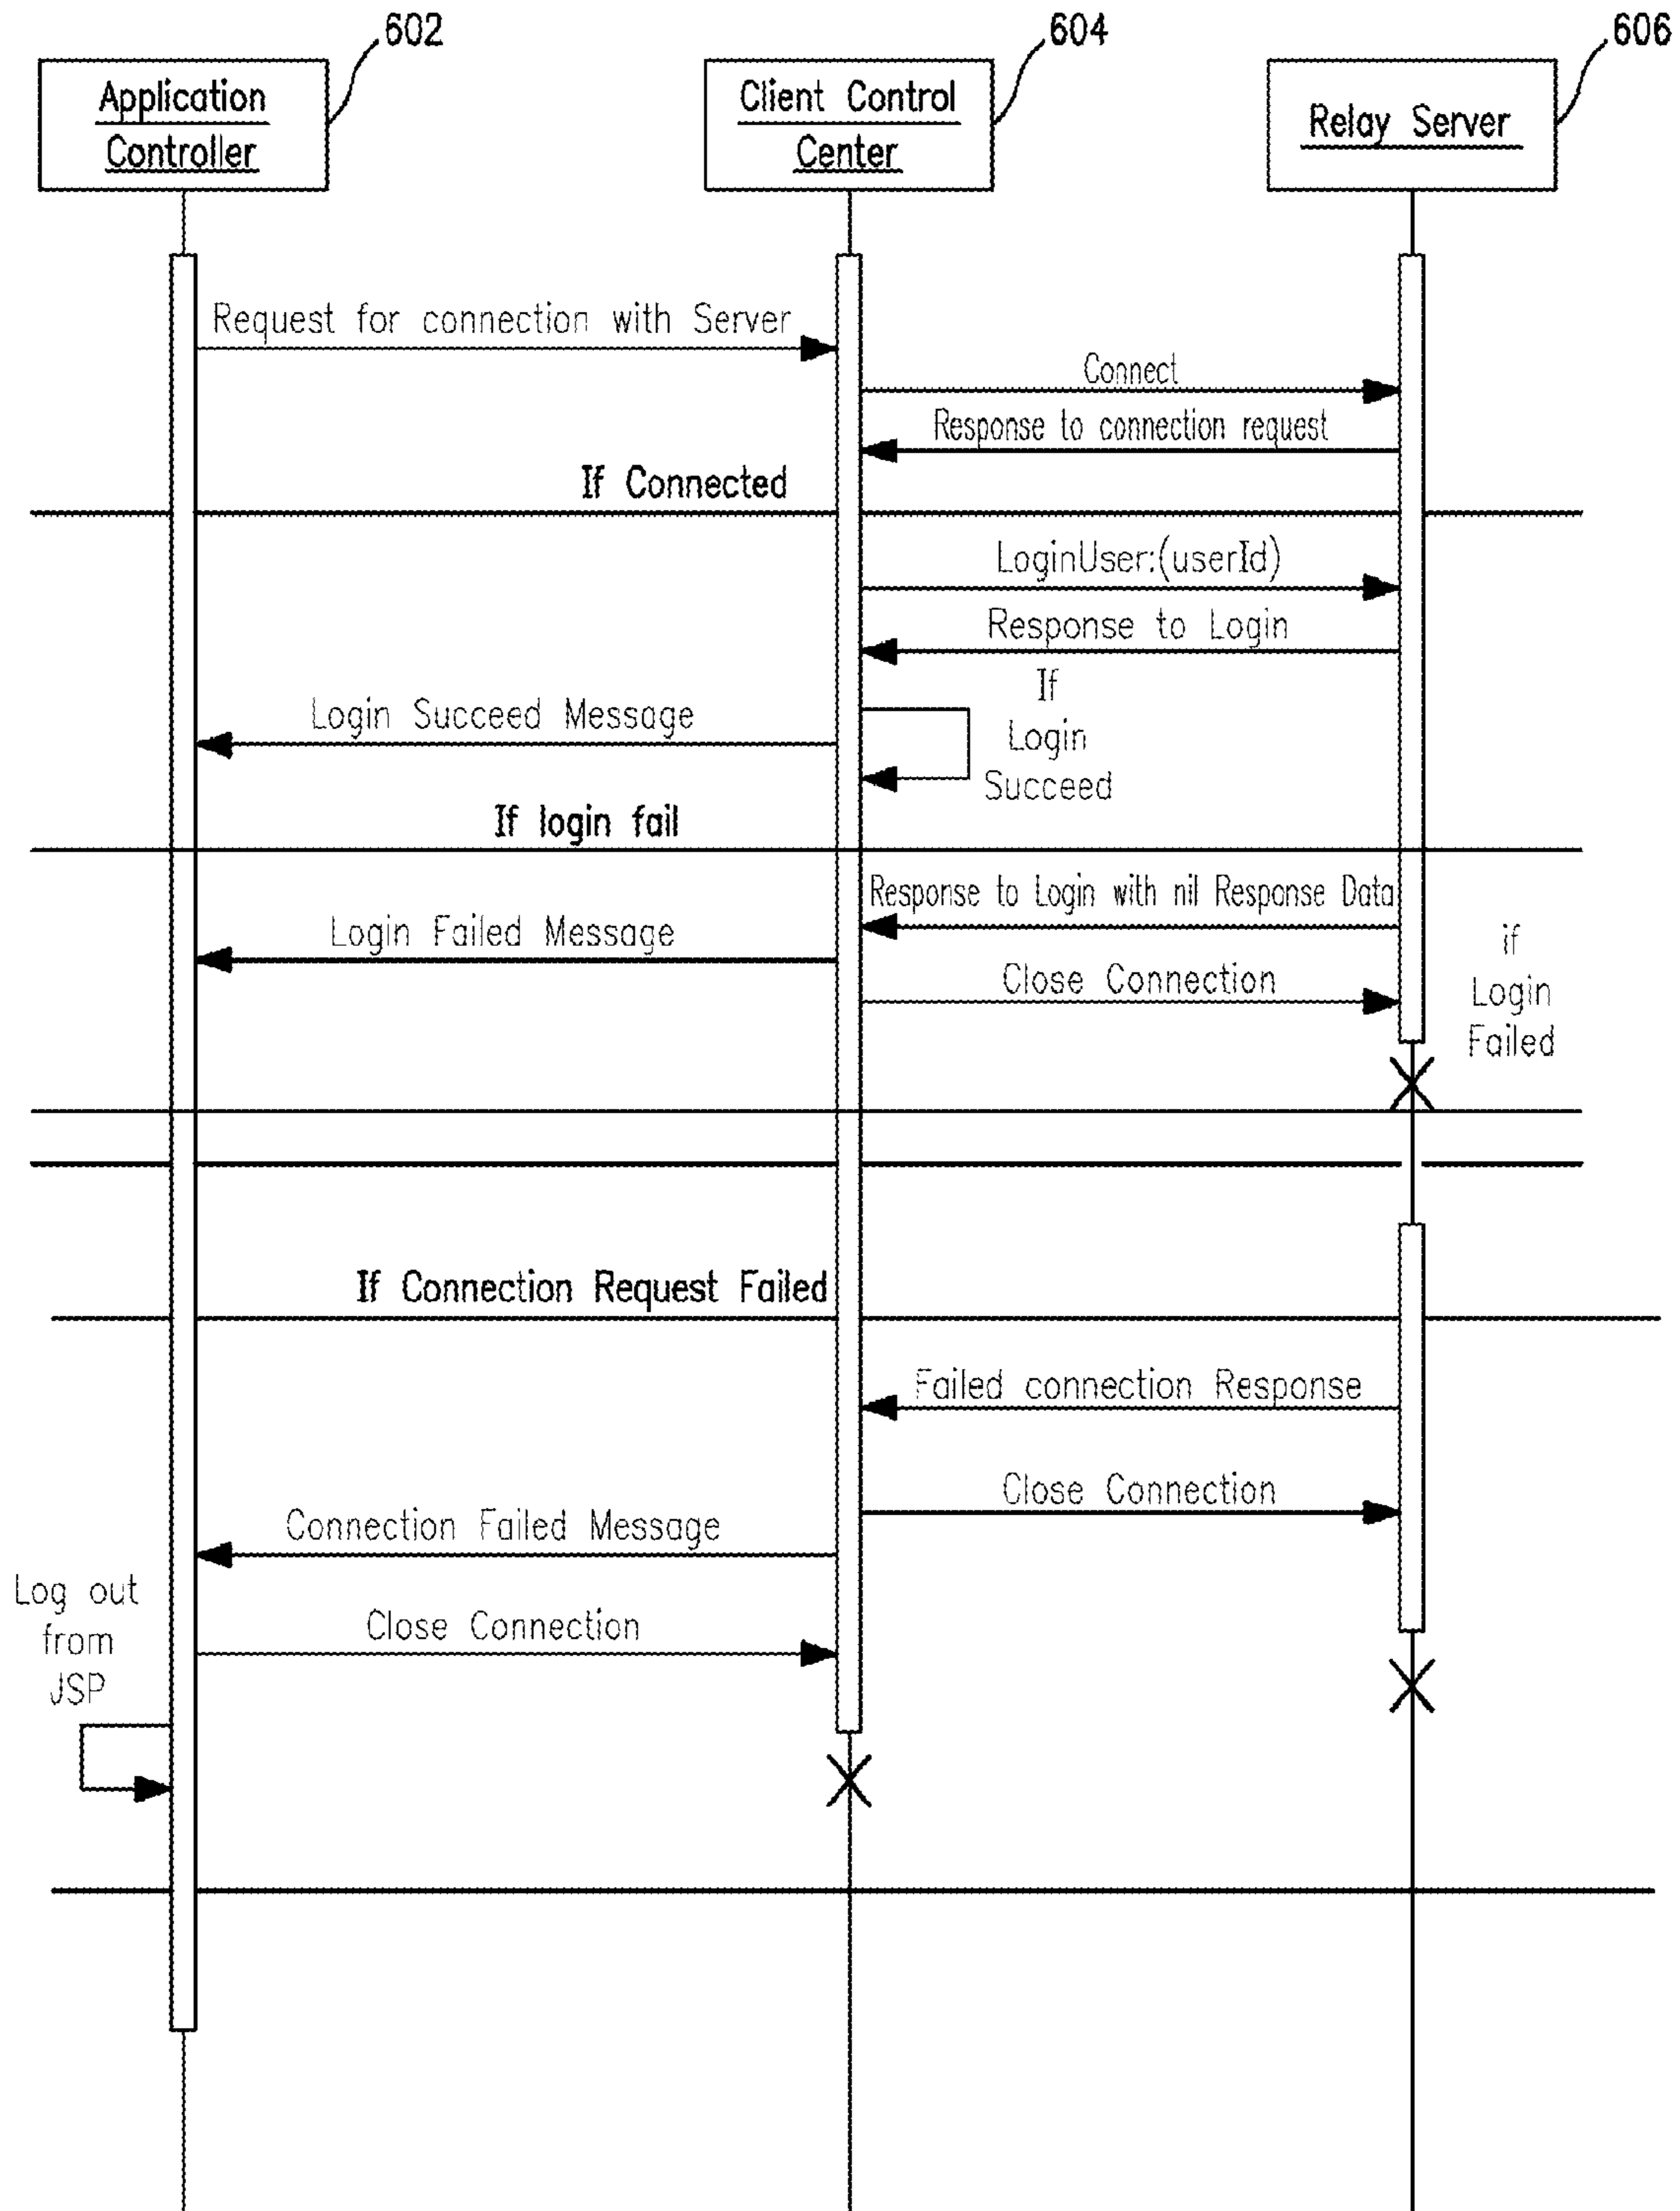 602
604
606
Application
Controller
Client Control
Center
Relay Server
Request for connection with Server
Connect
Response to connection request
If Connected
LoginUser:(userId)
Response to Login
If
Login
Succeed
Login Succeed Message
If login fail
Response to Login with nil Response Data
Login Failed Message
if
Login
Failed
Close Connection
If Connection Request Failed
Failed connection Response
Close Connection
Connection Failed Message
Log out
from
JSP
Close Connection